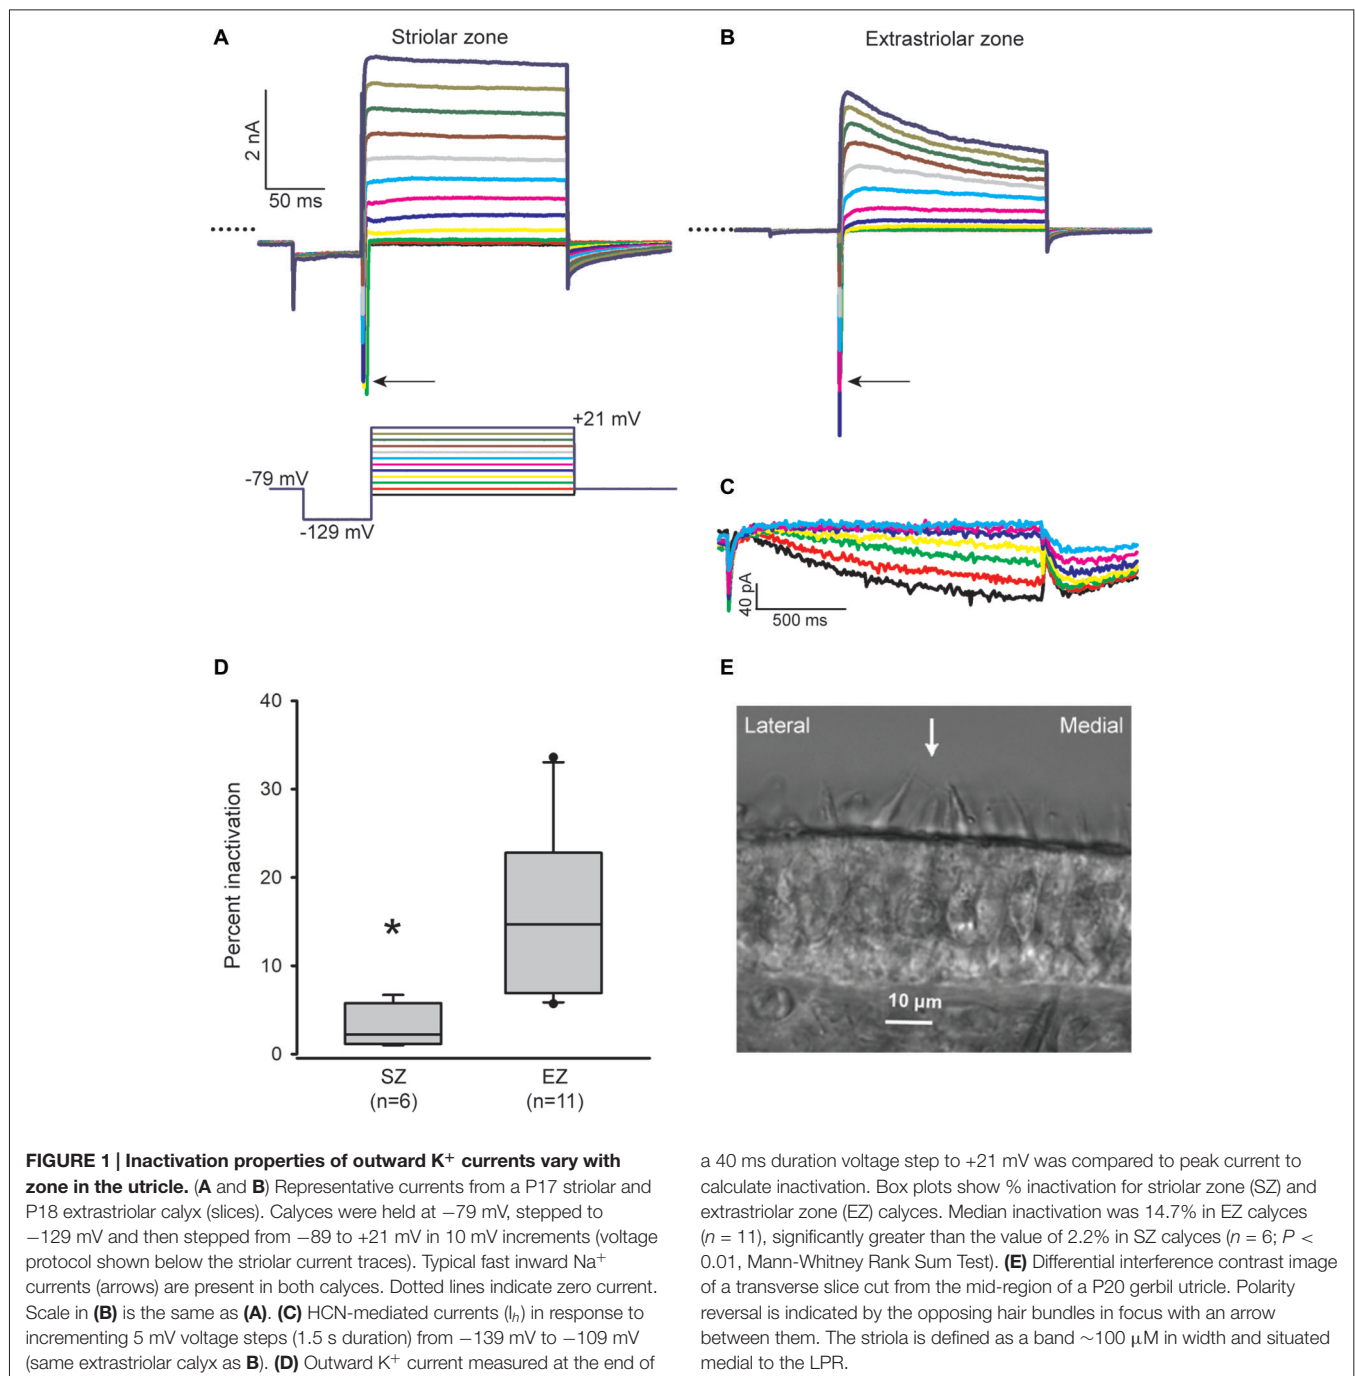 A
Striolar zone
B
Extrastriolar zone
2 nA
50 ms
+21 mV
-79 mV
-129 mV
C
40 pA
500 ms
D
E
40
30
20
10
0
Percent inactivation
*
SZ
(n=6)
EZ
(n=11)
Lateral
Medial
10 µm
FIGURE 1 | Inactivation properties of outward K⁺ currents vary with
zone in the utricle. (A and B) Representative currents from a P17 striolar and
P18 extrastriolar calyx (slices). Calyces were held at −79 mV, stepped to
−129 mV and then stepped from −89 to +21 mV in 10 mV increments (voltage
protocol shown below the striolar current traces). Typical fast inward Na⁺
currents (arrows) are present in both calyces. Dotted lines indicate zero current.
Scale in (B) is the same as (A). (C) HCN-mediated currents (Iₕ) in response to
incrementing 5 mV voltage steps (1.5 s duration) from −139 mV to −109 mV
(same extrastriolar calyx as B). (D) Outward K⁺ current measured at the end of
a 40 ms duration voltage step to +21 mV was compared to peak current to
calculate inactivation. Box plots show % inactivation for striolar zone (SZ) and
extrastriolar zone (EZ) calyces. Median inactivation was 14.7% in EZ calyces
(n = 11), significantly greater than the value of 2.2% in SZ calyces (n = 6; P <
0.01, Mann-Whitney Rank Sum Test). (E) Differential interference contrast image
of a transverse slice cut from the mid-region of a P20 gerbil utricle. Polarity
reversal is indicated by the opposing hair bundles in focus with an arrow
between them. The striola is defined as a band ∼100 µM in width and situated
medial to the LPR.